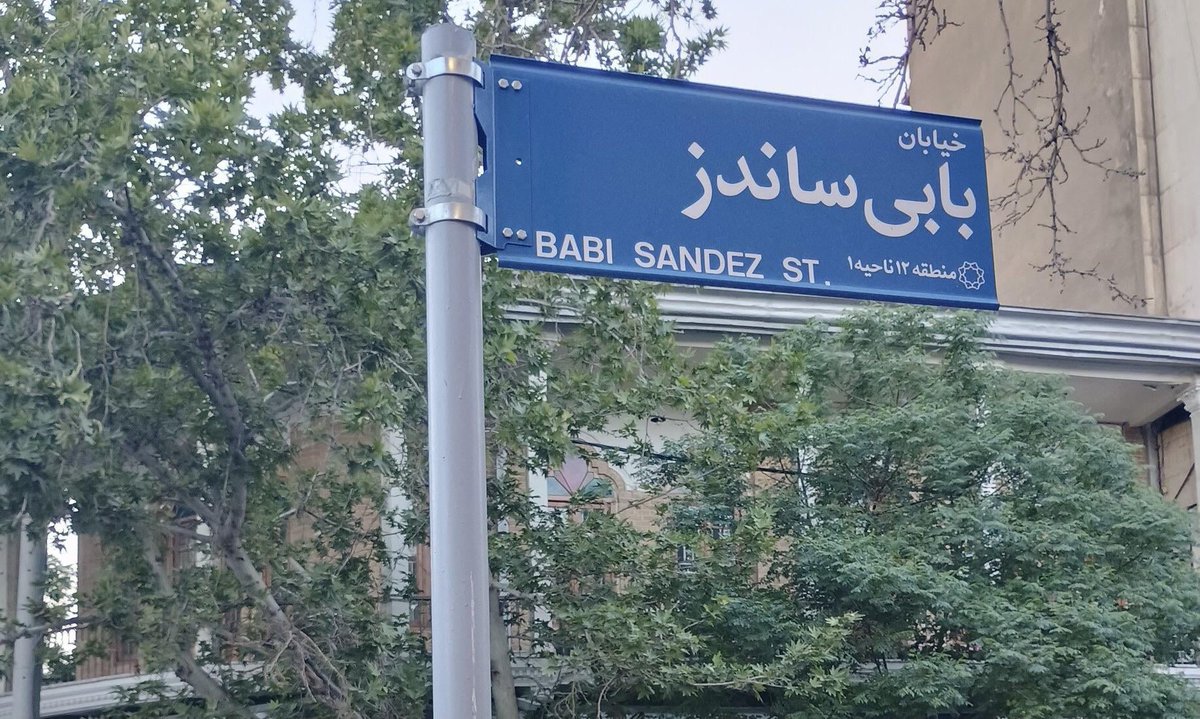 خیابان
بابی ساندز
BABI SANDEZ ST.
منطقه ۱۲ ناحیه ۱